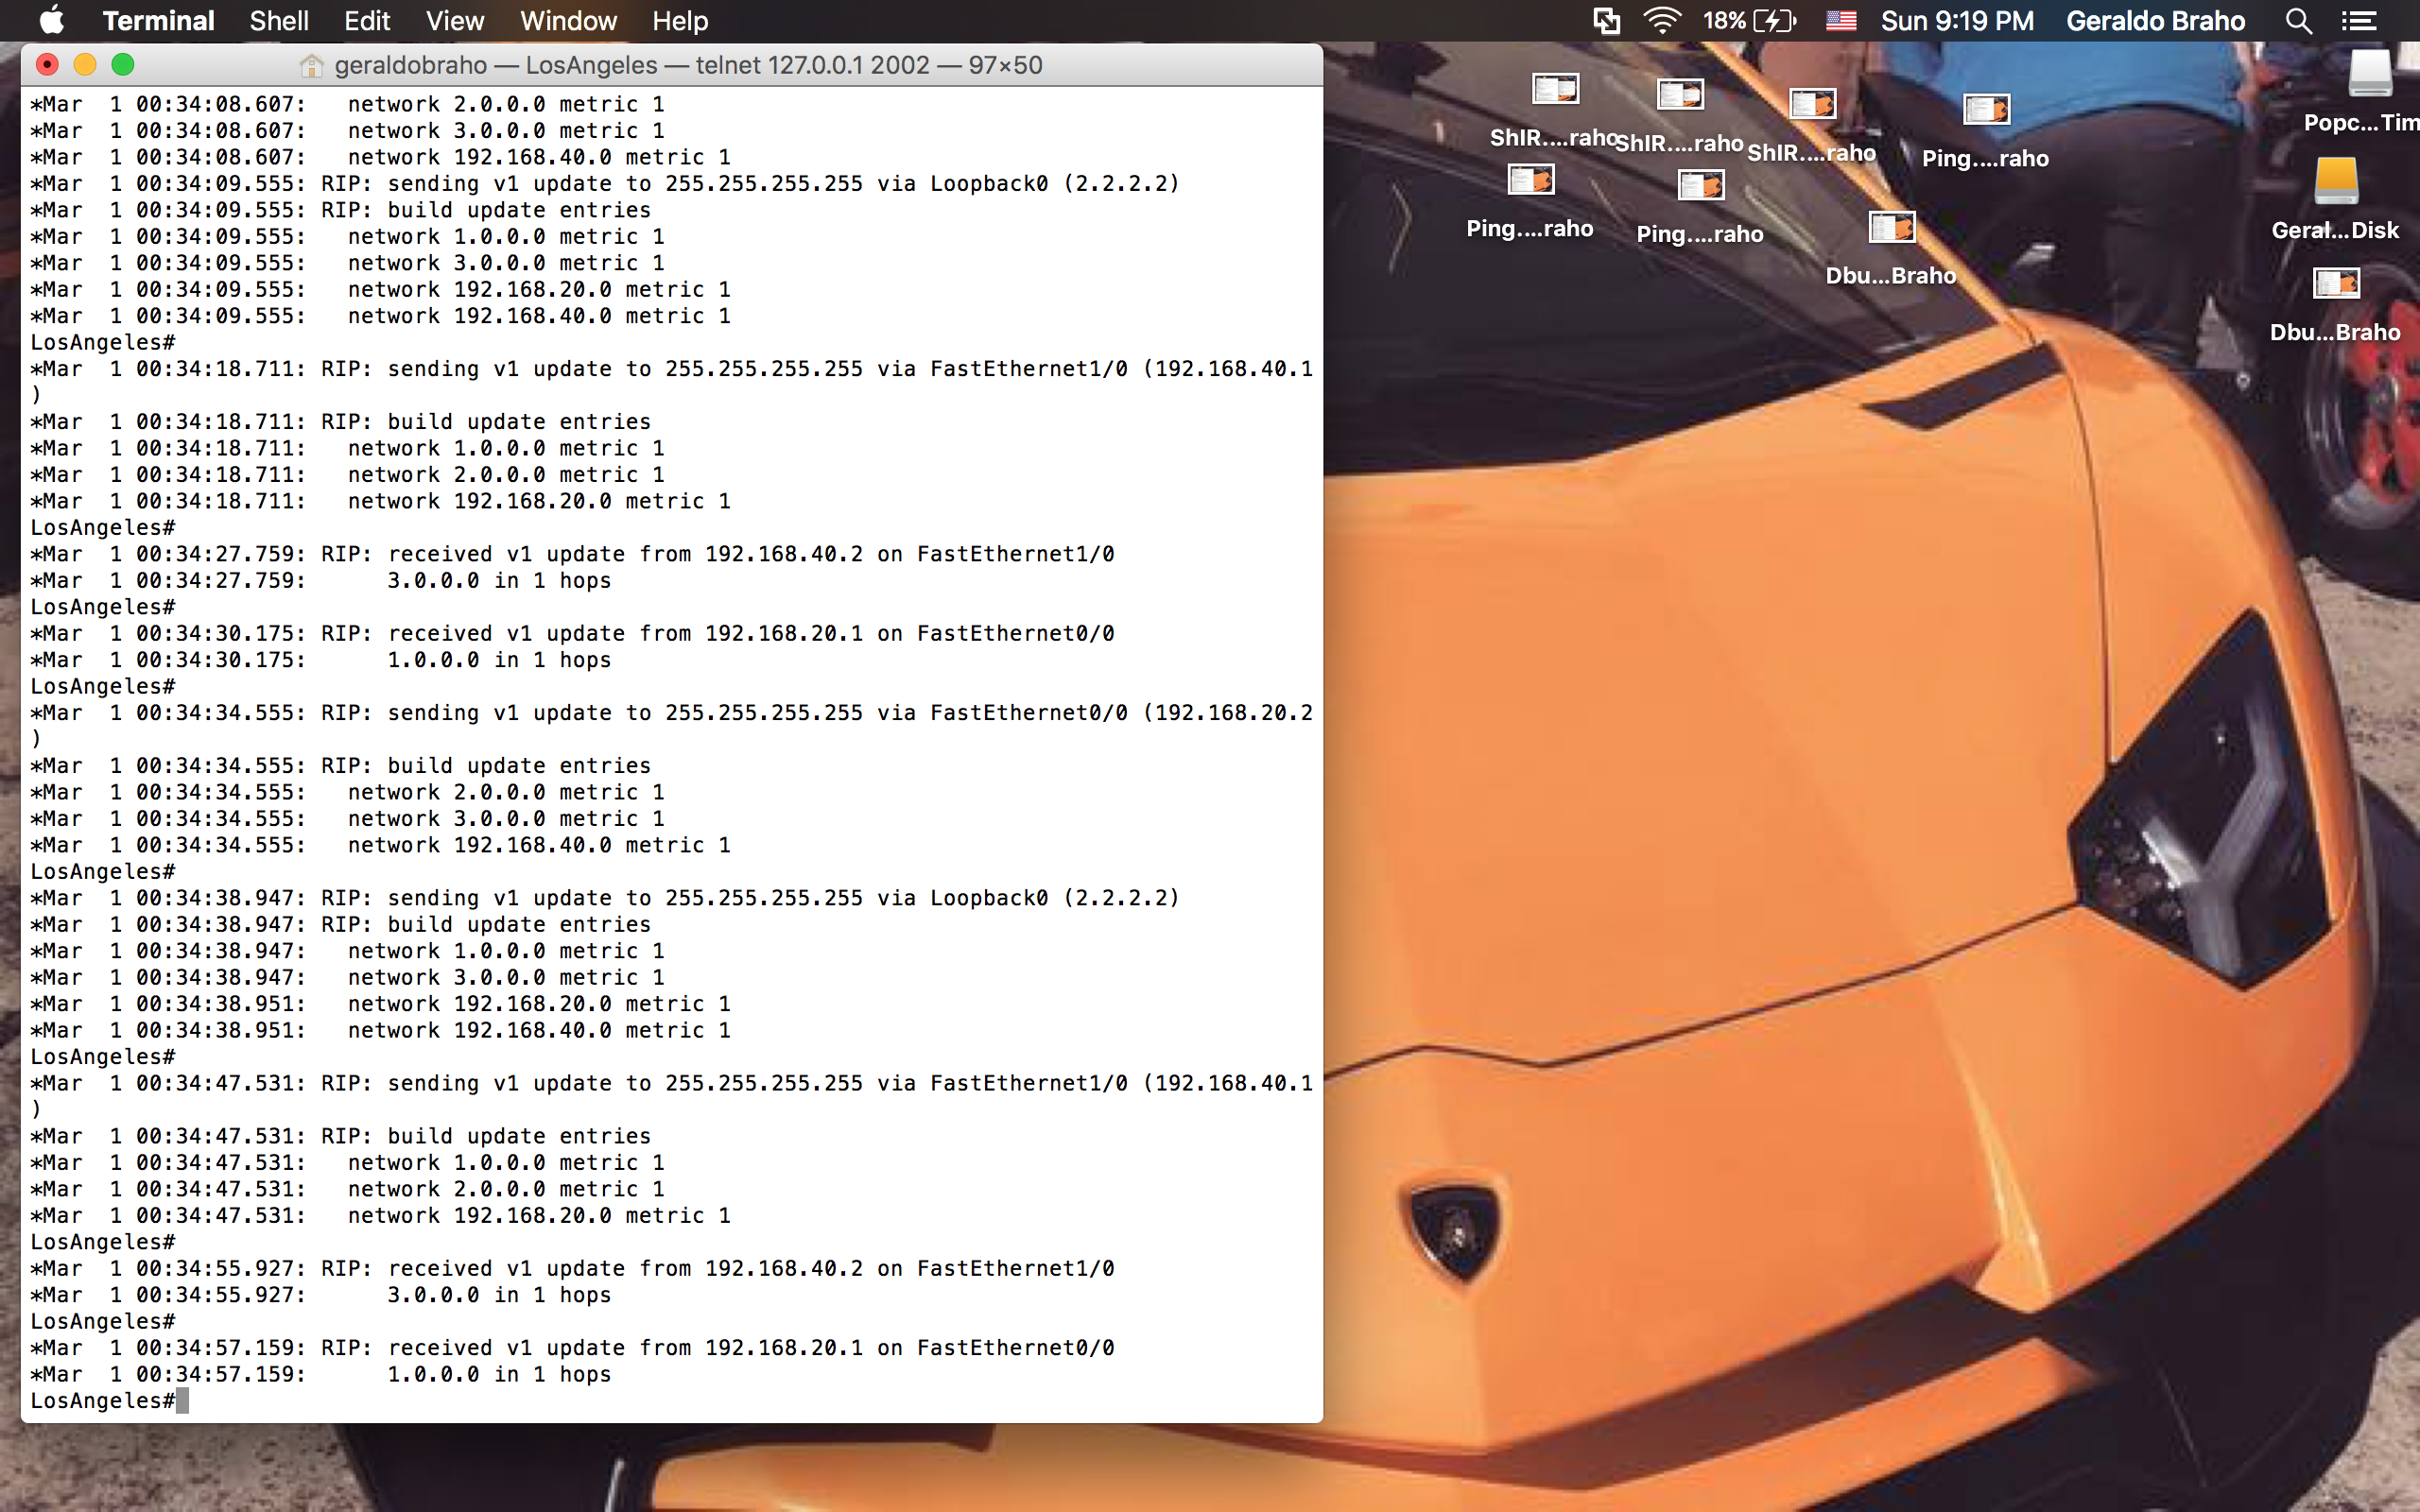 Terminal Shell Edit View Window Help 18% Sun 9:19 PM Geraldo Braho
geraldobraho — LosAngeles — telnet 127.0.0.1 2002 — 97×50
*Mar  1 00:34:08.607:   network 2.0.0.0 metric 1
*Mar  1 00:34:08.607:   network 3.0.0.0 metric 1
*Mar  1 00:34:08.607:   network 192.168.40.0 metric 1
*Mar  1 00:34:09.555: RIP: sending v1 update to 255.255.255.255 via Loopback0 (2.2.2.2)
*Mar  1 00:34:09.555: RIP: build update entries
*Mar  1 00:34:09.555:   network 1.0.0.0 metric 1
*Mar  1 00:34:09.555:   network 3.0.0.0 metric 1
*Mar  1 00:34:09.555:   network 192.168.20.0 metric 1
*Mar  1 00:34:09.555:   network 192.168.40.0 metric 1
LosAngeles#
*Mar  1 00:34:18.711: RIP: sending v1 update to 255.255.255.255 via FastEthernet1/0 (192.168.40.1
)
*Mar  1 00:34:18.711: RIP: build update entries
*Mar  1 00:34:18.711:   network 1.0.0.0 metric 1
*Mar  1 00:34:18.711:   network 2.0.0.0 metric 1
*Mar  1 00:34:18.711:   network 192.168.20.0 metric 1
LosAngeles#
*Mar  1 00:34:27.759: RIP: received v1 update from 192.168.40.2 on FastEthernet1/0
*Mar  1 00:34:27.759:      3.0.0.0 in 1 hops
LosAngeles#
*Mar  1 00:34:30.175: RIP: received v1 update from 192.168.20.1 on FastEthernet0/0
*Mar  1 00:34:30.175:      1.0.0.0 in 1 hops
LosAngeles#
*Mar  1 00:34:34.555: RIP: sending v1 update to 255.255.255.255 via FastEthernet0/0 (192.168.20.2
)
*Mar  1 00:34:34.555: RIP: build update entries
*Mar  1 00:34:34.555:   network 2.0.0.0 metric 1
*Mar  1 00:34:34.555:   network 3.0.0.0 metric 1
*Mar  1 00:34:34.555:   network 192.168.40.0 metric 1
LosAngeles#
*Mar  1 00:34:38.947: RIP: sending v1 update to 255.255.255.255 via Loopback0 (2.2.2.2)
*Mar  1 00:34:38.947: RIP: build update entries
*Mar  1 00:34:38.947:   network 1.0.0.0 metric 1
*Mar  1 00:34:38.947:   network 3.0.0.0 metric 1
*Mar  1 00:34:38.951:   network 192.168.20.0 metric 1
*Mar  1 00:34:38.951:   network 192.168.40.0 metric 1
LosAngeles#
*Mar  1 00:34:47.531: RIP: sending v1 update to 255.255.255.255 via FastEthernet1/0 (192.168.40.1
)
*Mar  1 00:34:47.531: RIP: build update entries
*Mar  1 00:34:47.531:   network 1.0.0.0 metric 1
*Mar  1 00:34:47.531:   network 2.0.0.0 metric 1
*Mar  1 00:34:47.531:   network 192.168.20.0 metric 1
LosAngeles#
*Mar  1 00:34:55.927: RIP: received v1 update from 192.168.40.2 on FastEthernet1/0
*Mar  1 00:34:55.927:      3.0.0.0 in 1 hops
LosAngeles#
*Mar  1 00:34:57.159: RIP: received v1 update from 192.168.20.1 on FastEthernet0/0
*Mar  1 00:34:57.159:      1.0.0.0 in 1 hops
LosAngeles#
ShIR....raho ShIR....raho ShIR....raho Ping....raho
Ping....raho Ping....raho
Dbu...Braho
Popc...Tim
Geral...Disk
Dbu...Braho